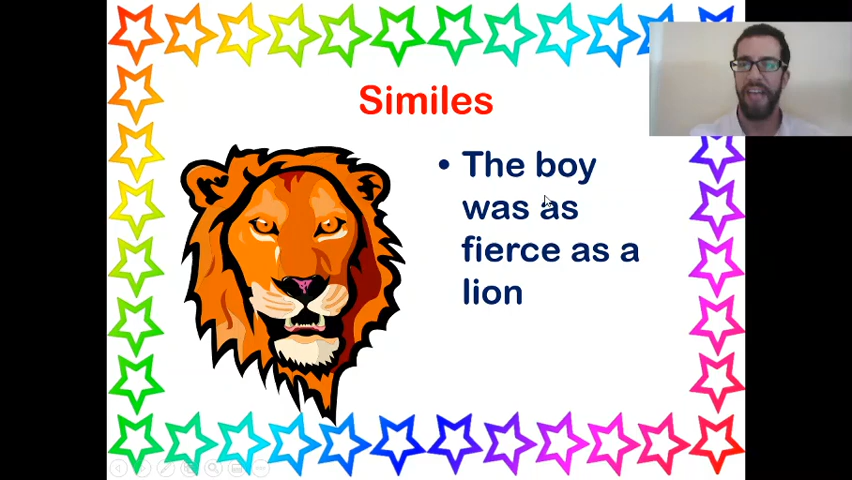 Similes
• The boy
was as
fierce as a
lion